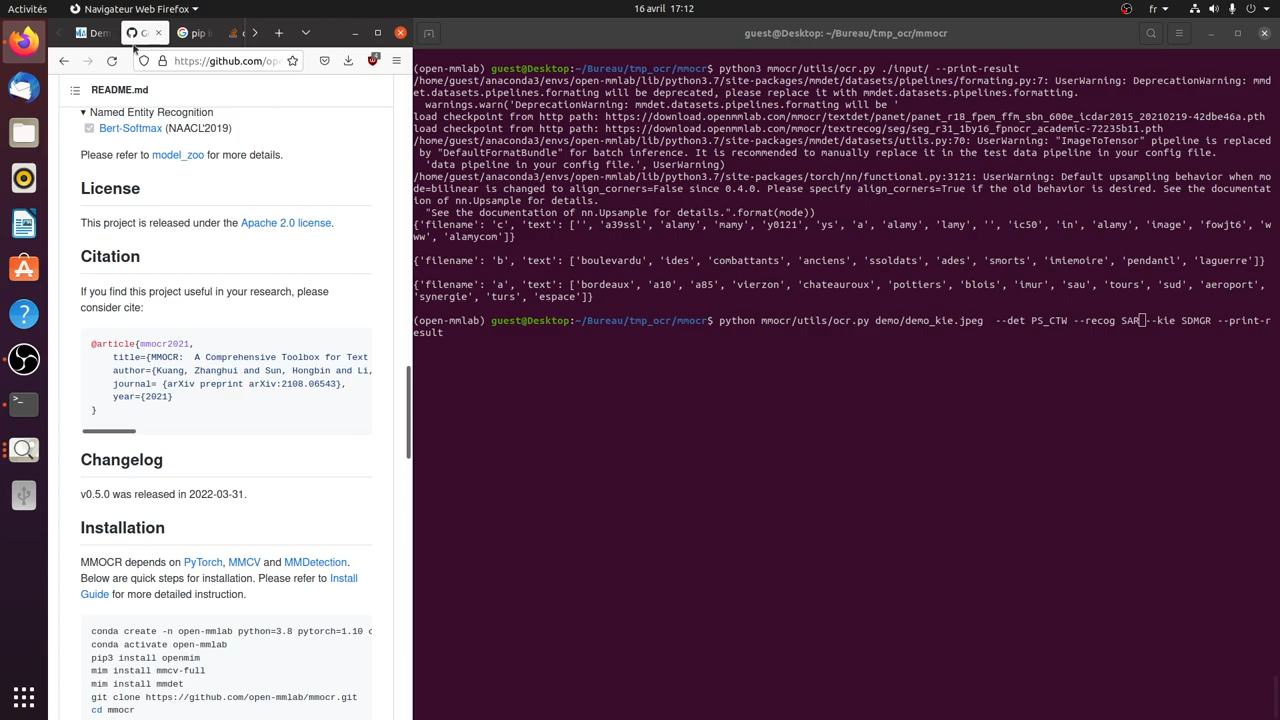 Activités
Navigateur Web Firefox
16 avril 17:12
fr
Dem
G
pip i
guest@Desktop: ~/Bureau/tmp_ocr/mmocr
https://github.com/op
4
README.md
Named Entity Recognition
Bert-Softmax (NAACL'2019)
Please refer to model_zoo for more details.
License
This project is released under the Apache 2.0 license.
Citation
If you find this project useful in your research, please
consider cite:
@article{mmocr2021,
title={MMOCR: A Comprehensive Toolbox for Text
author={Kuang, Zhanghui and Sun, Hongbin and Li,
journal= {arXiv preprint arXiv:2108.06543},
year={2021}
}
Changelog
v0.5.0 was released in 2022-03-31.
Installation
MMOCR depends on PyTorch, MMCV and MMDetection.
Below are quick steps for installation. Please refer to Install
Guide for more detailed instruction.
conda create -n open-mmlab python=3.8 pytorch=1.10 c
conda activate open-mmlab
pip3 install openmim
mim install mmcv-full
mim install mmdet
git clone https://github.com/open-mmlab/mmocr.git
cd mmocr
(open-mmlab) guest@Desktop:~/Bureau/tmp_ocr/mmocr$ python3 mmocr/utils/ocr.py ./input/ --print-result
/home/guest/anaconda3/envs/open-mmlab/lib/python3.7/site-packages/mmdet/datasets/pipelines/formating.py:7: UserWarning: DeprecationWarning: mm
det.datasets.pipelines.formating will be deprecated, please replace it with mmdet.datasets.pipelines.formatting.
warnings.warn('DeprecationWarning: mmdet.datasets.pipelines.formating will be '
load checkpoint from http path: https://download.openmmlab.com/mmocr/textdet/panet/panet_r18_fpem_ffm_sbn_600e_icdar2015_20210219-42dbe46a.pth
load checkpoint from http path: https://download.openmmlab.com/mmocr/textrecog/seg/seg_r31_1by16_fpnocr_academic-72235b11.pth
/home/guest/anaconda3/envs/open-mmlab/lib/python3.7/site-packages/mmdet/datasets/utils.py:70: UserWarning: "ImageToTensor" pipeline is replaced
by "DefaultFormatBundle" for batch inference. It is recommended to manually replace it in the test data pipeline in your config file.
'data pipeline in your config file.', UserWarning)
/home/guest/anaconda3/envs/open-mmlab/lib/python3.7/site-packages/torch/nn/functional.py:3121: UserWarning: Default upsampling behavior when mo
de=bilinear is changed to align_corners=False since 0.4.0. Please specify align_corners=True if the old behavior is desired. See the documentat
ion of nn.Upsample for details.
"See the documentation of nn.Upsample for details.".format(mode))
{'filename': 'c', 'text': ['', 'a39ssl', 'alamy', 'mamy', 'y0121', 'ys', 'a', 'alamy', 'lamy', '', 'ic50', 'in', 'alamy', 'image', 'fowjt6', 'w
ww', 'alamycom']}
{'filename': 'b', 'text': ['boulevardu', 'ides', 'combattants', 'anciens', 'ssoldats', 'ades', 'smorts', 'imiemoire', 'pendantl', 'laguerre']}
{'filename': 'a', 'text': ['bordeaux', 'a10', 'a85', 'vierzon', 'chateauroux', 'poitiers', 'blois', 'imur', 'sau', 'tours', 'sud', 'aeroport',
'synergie', 'turs', 'espace']}
(open-mmlab) guest@Desktop:~/Bureau/tmp_ocr/mmocr$ python mmocr/utils/ocr.py demo/demo_kie.jpeg --det PS_CTW --recog SAR --kie SDMGR --print-r
esult